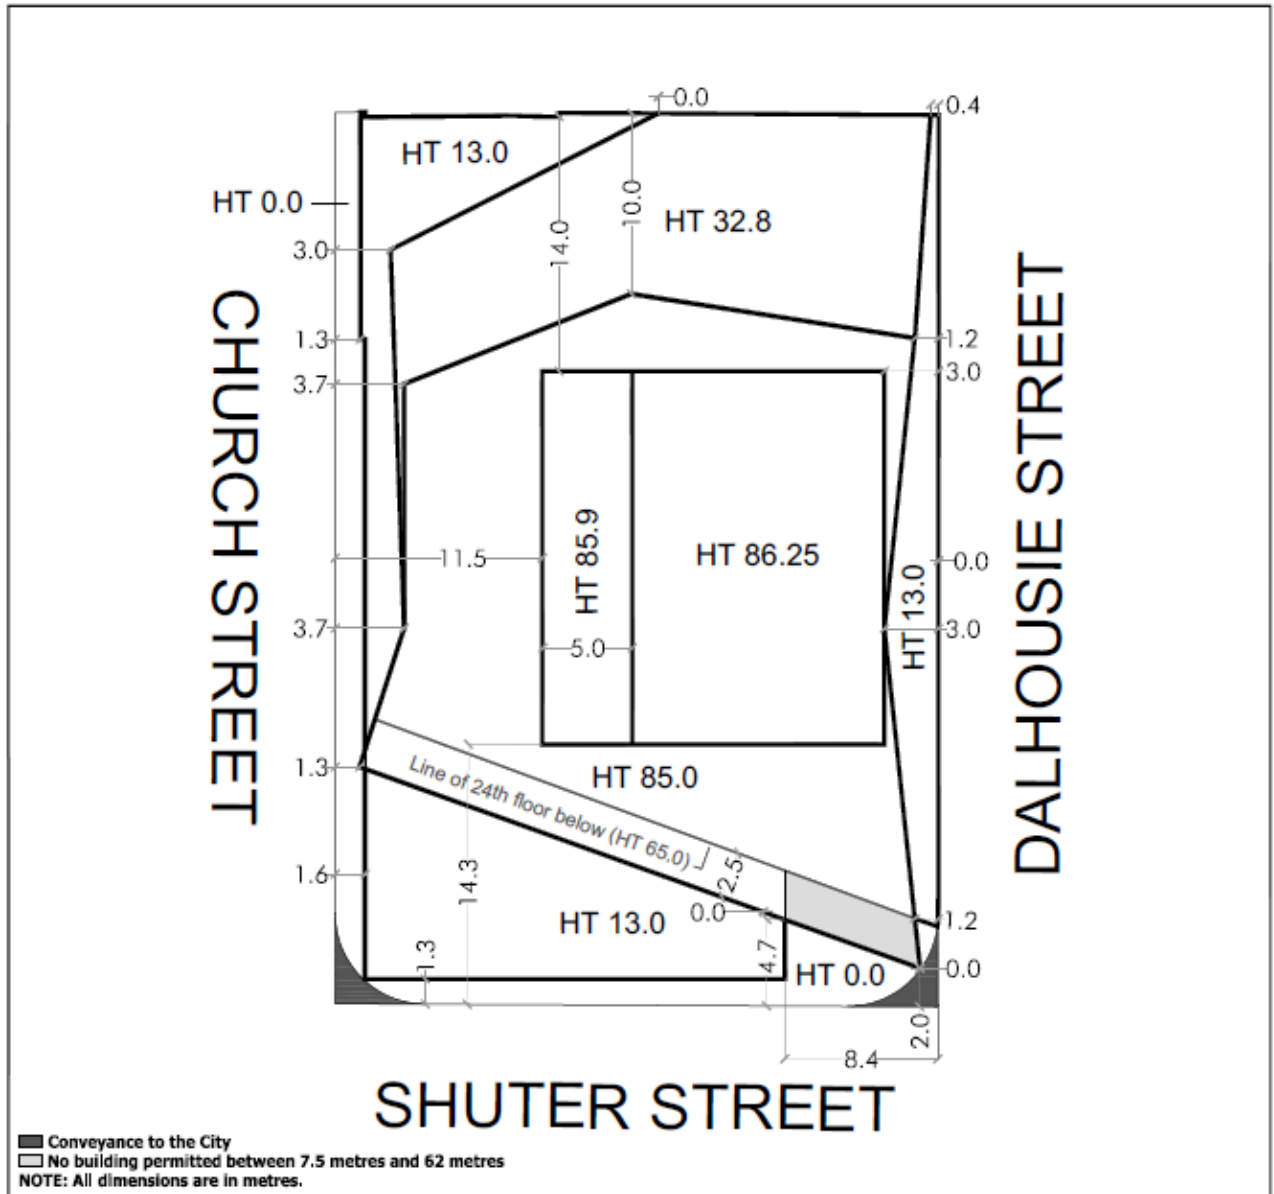 0.0
0.4
HT 13.0
HT 0.0
10.0
HT 32.8
14.0
3.0
1.3
1.2
3.7
3.0
CHURCH STREET
DALHOUSIE STREET
11.5
HT 85.9
HT 86.25
0.0
HT 13.0
3.7
3.0
5.0
1.3
HT 85.0
Line of 24th floor below (HT 65.0)
2.5
1.6
14.3
0.0
HT 13.0
1.2
1.3
4.7
HT 0.0
0.0
2.0
8.4
SHUTER STREET
Conveyance to the City
No building permitted between 7.5 metres and 62 metres
NOTE: All dimensions are in metres.